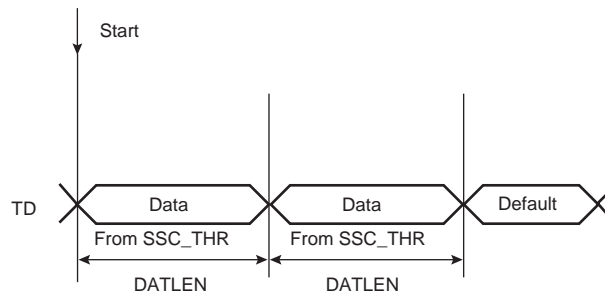 Start
TD
Data
Data
Default
From SSC_THR
From SSC_THR
DATLEN
DATLEN